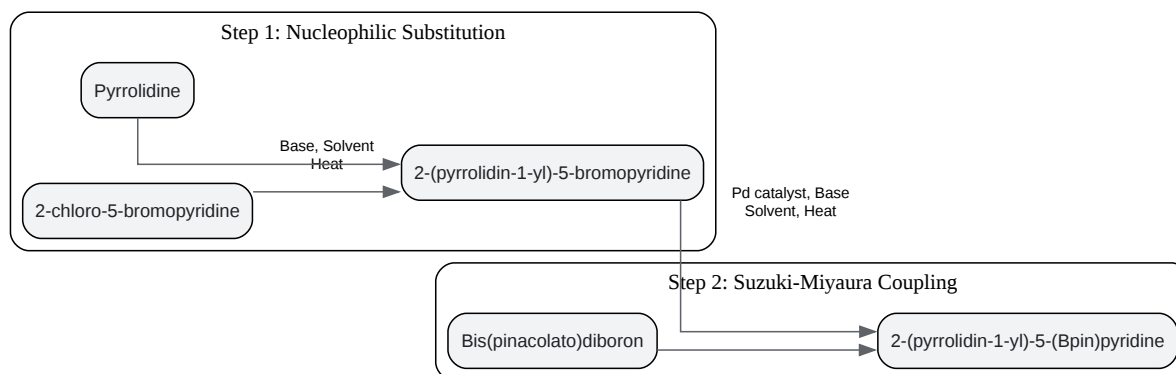 Step 1: Nucleophilic Substitution
Pyrrolidine
Base, Solvent
Heat
2-(pyrrolidin-1-yl)-5-bromopyridine
2-chloro-5-bromopyridine
Pd catalyst, Base
Solvent, Heat
Step 2: Suzuki-Miyaura Coupling
Bis(pinacolato)diboron
2-(pyrrolidin-1-yl)-5-(Bpin)pyridine